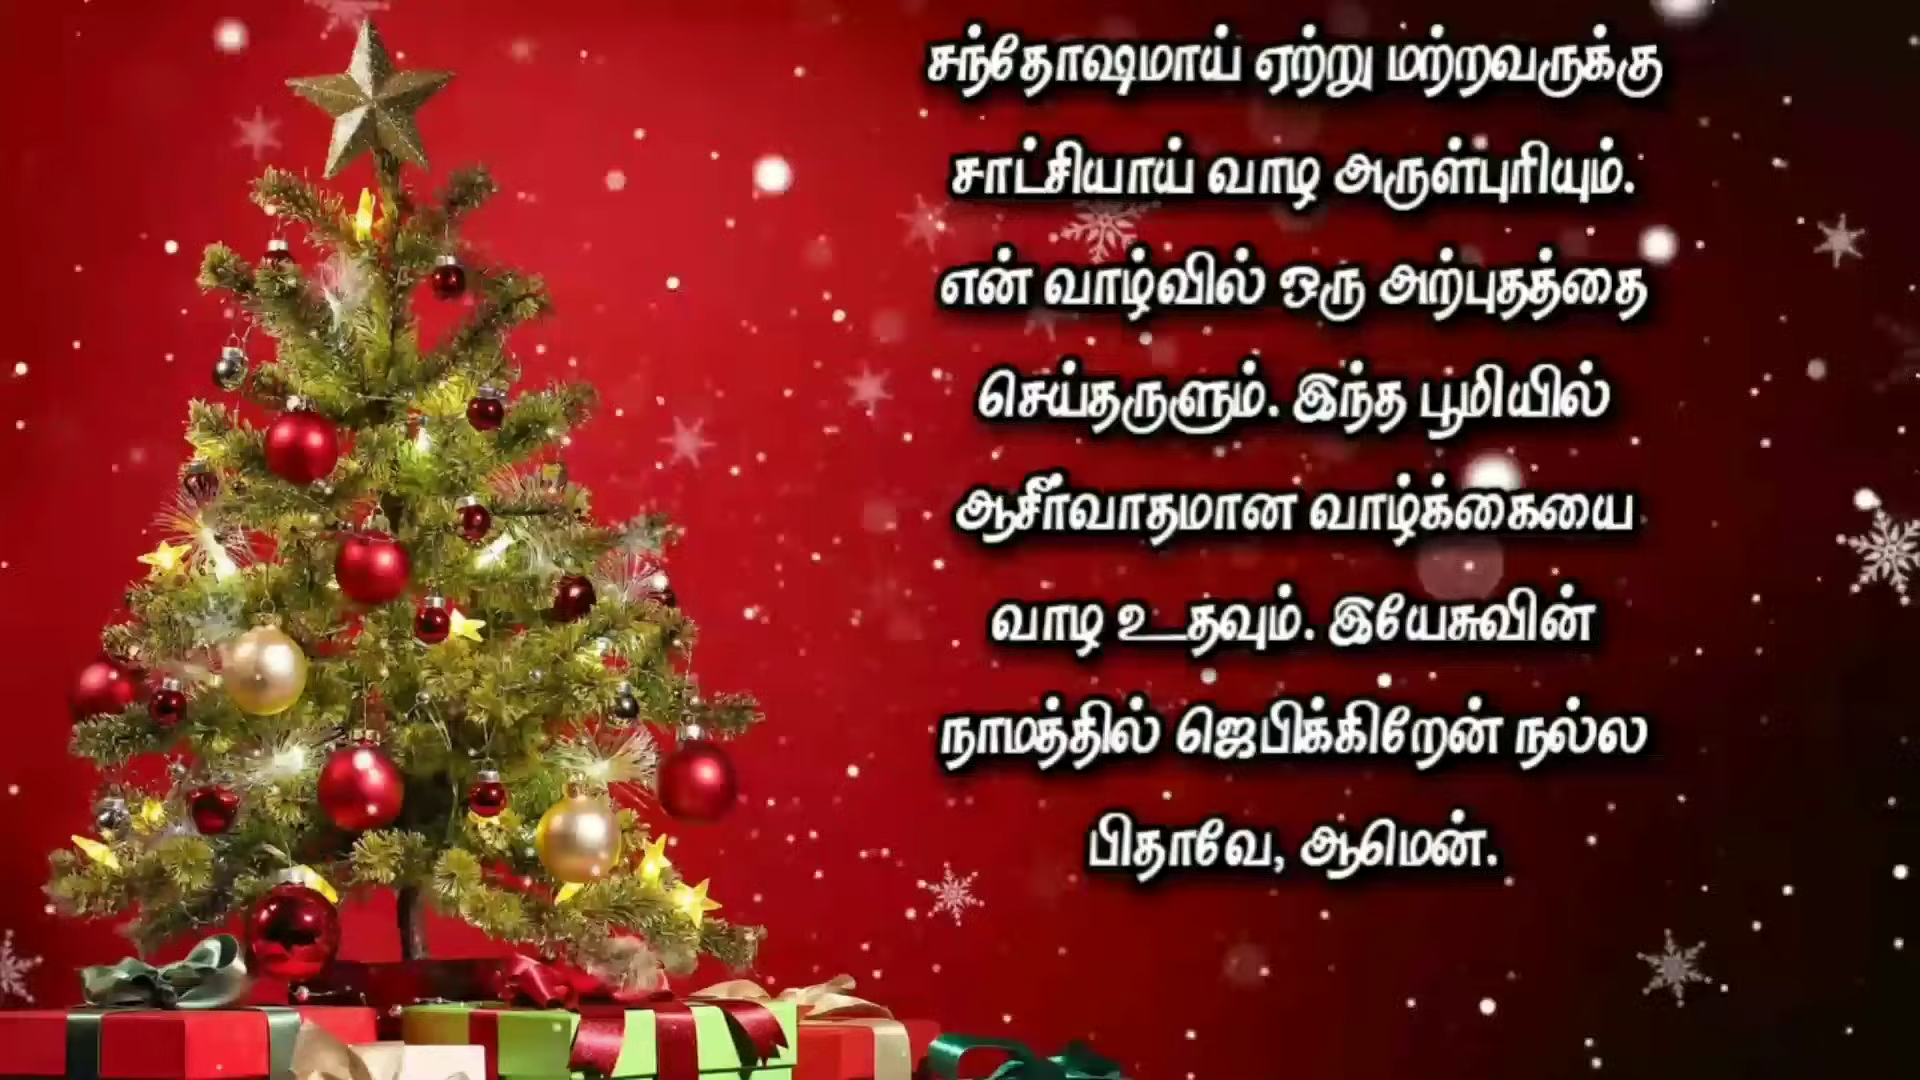 சந்தோஷமாய் ஏற்று மற்றவருக்கு
சாட்சியாய் வாழ அருள்புரியும்.
என் வாழ்வில் ஒரு அற்புதத்தை
செய்தருளும். இந்த பூமியில்
ஆசீர்வாதமான வாழ்க்கையை
வாழ உதவும். இயேசுவின்
நாமத்தில் ஜெபிக்கிறேன் நல்ல
பிதாவே, ஆமென்.